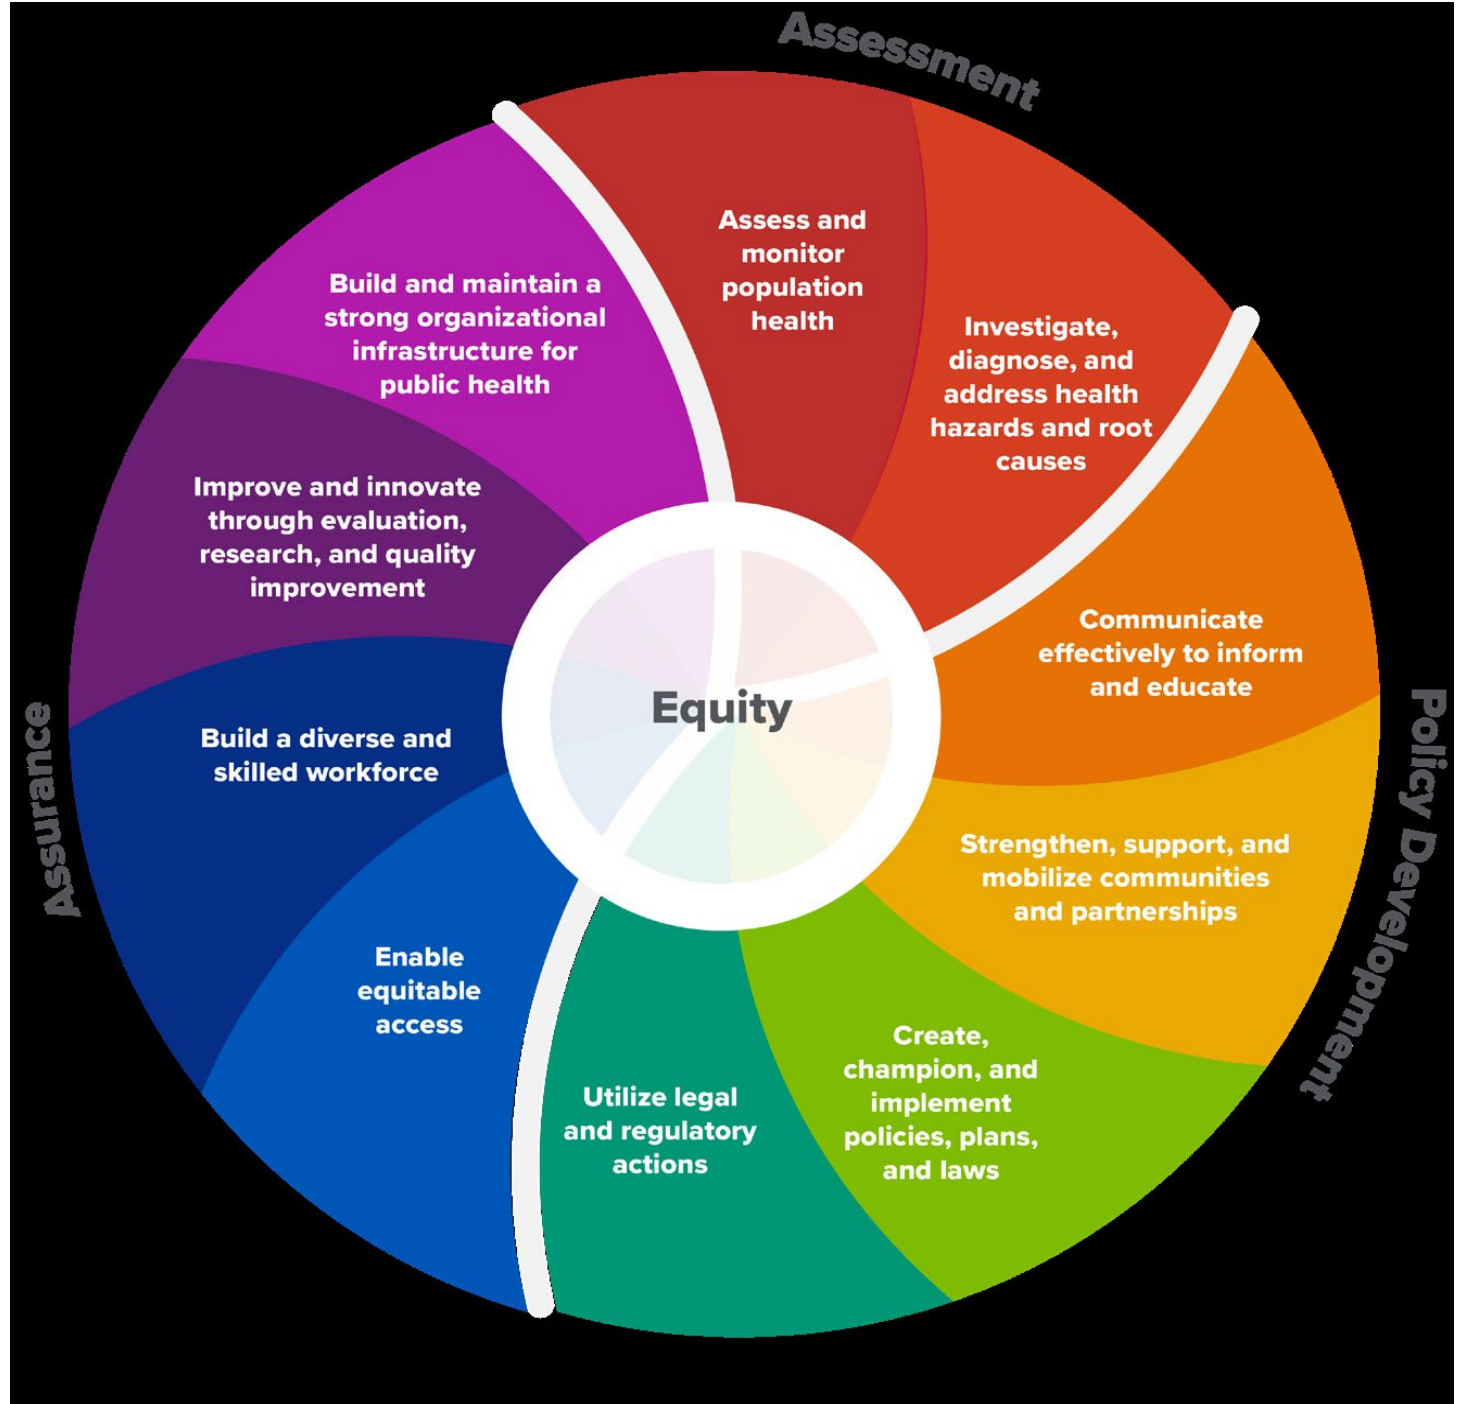 Assessment
Assess and
monitor
population
health
Investigate,
diagnose, and
address health
hazards and root
causes
Communicate
effectively to inform
and educate
Strengthen, support, and
mobilize communities
and partnerships
Policy Development
Create,
champion, and
implement
policies, plans,
and laws
Utilize legal
and regulatory
actions
Enable
equitable
access
Build a diverse and
skilled workforce
Assurance
Improve and innovate
through evaluation,
research, and quality
improvement
Build and maintain a
strong organizational
infrastructure for
public health
Equity